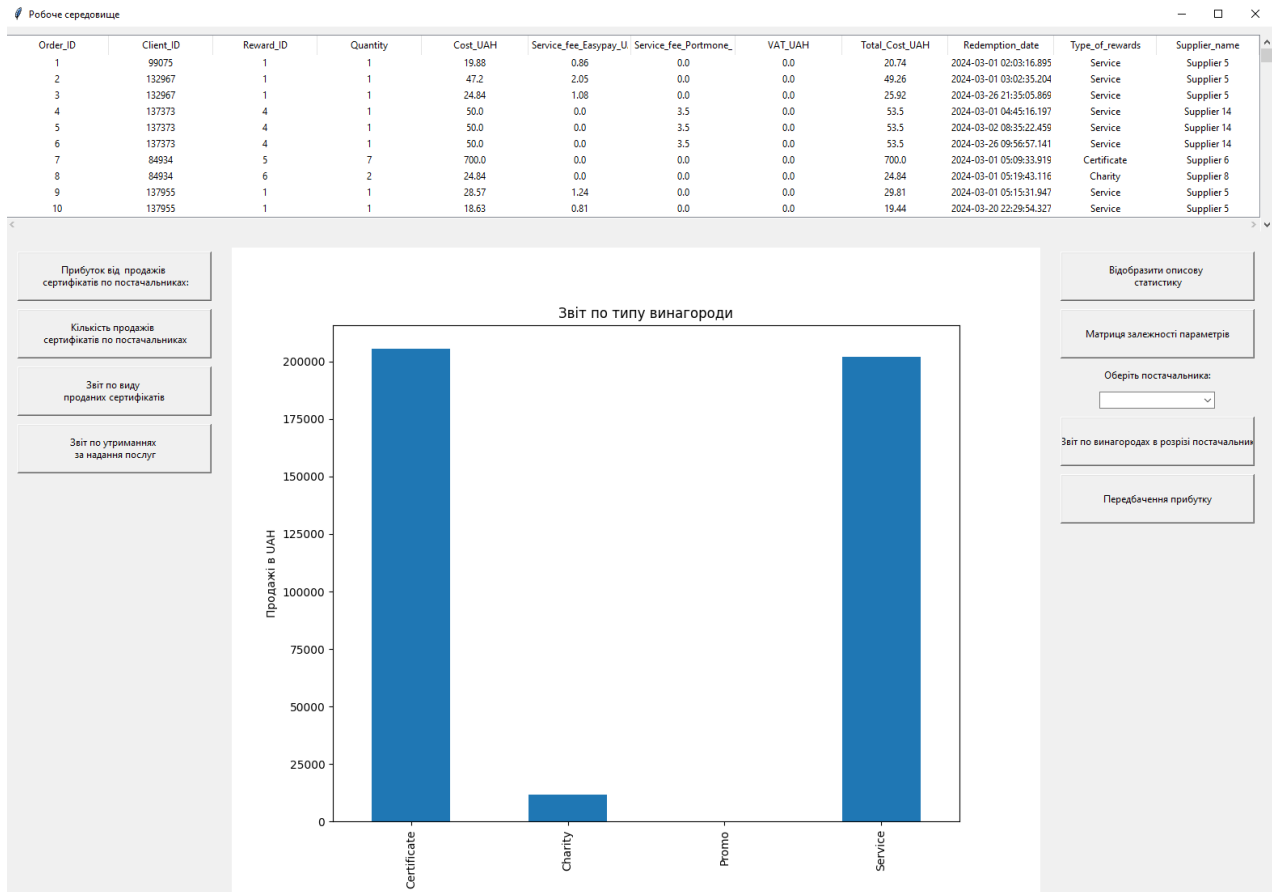 Робоче середовище
Order_ID Client_ID Reward_ID Quantity Cost_UAH Service_fee_Easypay_U Service_fee_Portmone_ VAT_UAH Total_Cost_UAH Redemption_date Type_of_rewards Supplier_name
1 99075 1 1 19.88 0.86 0.0 0.0 20.74 2024-03-01 02:03:16.895 Service Supplier 5
2 132967 1 1 47.2 2.05 0.0 0.0 49.26 2024-03-01 03:02:35.204 Service Supplier 5
3 132967 1 1 24.84 1.08 0.0 0.0 25.92 2024-03-26 21:35:05.869 Service Supplier 5
4 137373 4 1 50.0 0.0 3.5 0.0 53.5 2024-03-01 04:45:16.197 Service Supplier 14
5 137373 4 1 50.0 0.0 3.5 0.0 53.5 2024-03-02 08:35:22.459 Service Supplier 14
6 137373 4 1 50.0 0.0 3.5 0.0 53.5 2024-03-26 09:56:57.141 Service Supplier 14
7 84934 5 7 700.0 0.0 0.0 0.0 700.0 2024-03-01 05:09:33.919 Certificate Supplier 6
8 84934 6 2 24.84 0.0 0.0 0.0 24.84 2024-03-01 05:19:43.116 Charity Supplier 8
9 137955 1 1 28.57 1.24 0.0 0.0 29.81 2024-03-01 05:15:31.947 Service Supplier 5
10 137955 1 1 18.63 0.81 0.0 0.0 19.44 2024-03-20 22:29:54.327 Service Supplier 5
Прибуток від продажів
сертифікатів по постачальниках:
Кількість продажів
сертифікатів по постачальниках
Звіт по виду
проданих сертифікатів
Звіт по утриманнях
за надання послуг
Звіт по типу винагороди
Продажі в UAH
200000
175000
150000
125000
100000
75000
50000
25000
0
Certificate
Charity
Promo
Service
Відобразити описову
статистику
Матриця залежності параметрів
Оберіть постачальника:
Звіт по винагородах в розрізі постачальник
Передбачення прибутку